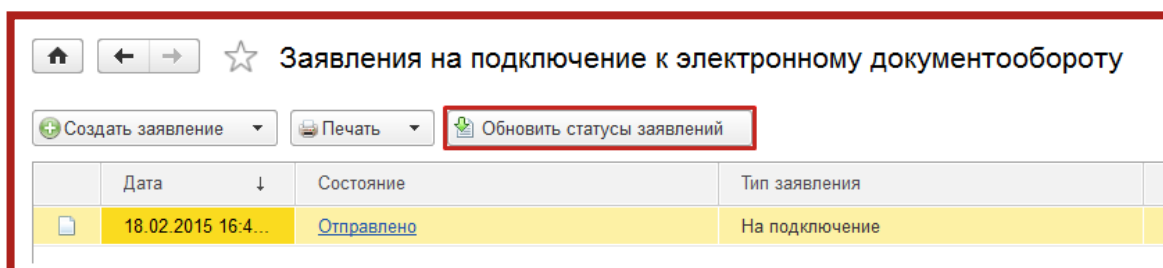 Заявления на подключение к электронному документообороту
Создать заявление Печать Обновить статусы заявлений
Дата ↓ Состояние Тип заявления
18.02.2015 16:4... Отправлено На подключение